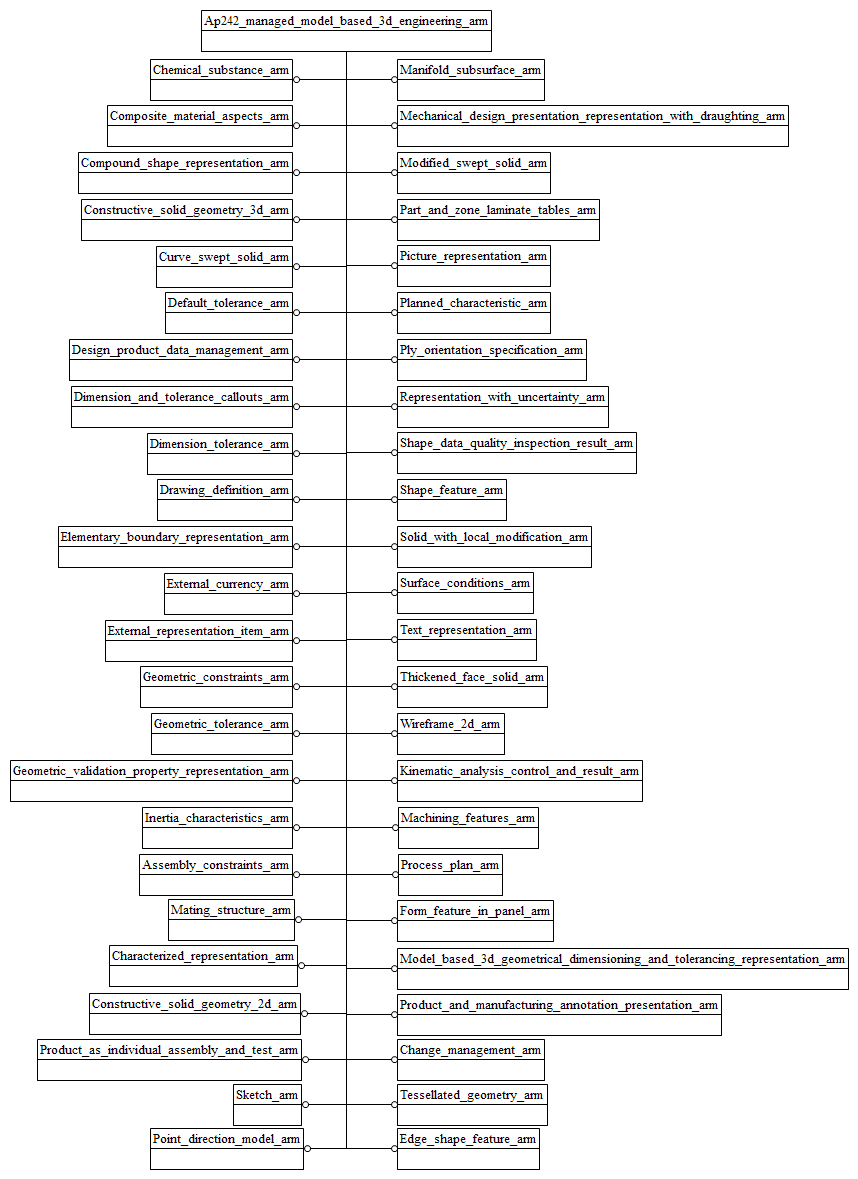 Ap242_managed_model_based_3d_engineering_arm
Chemical_substance_arm
Manifold_subsurface_arm
Composite_material_aspects_arm
Mechanical_design_presentation_representation_with_draughting_arm
Compound_shape_representation_arm
Modified_swept_solid_arm
Constructive_solid_geometry_3d_arm
Part_and_zone_laminate_tables_arm
Curve_swept_solid_arm
Picture_representation_arm
Default_tolerance_arm
Planned_characteristic_arm
Design_product_data_management_arm
Ply_orientation_specification_arm
Dimension_and_tolerance_callouts_arm
Representation_with_uncertainty_arm
Dimension_tolerance_arm
Shape_data_quality_inspection_result_arm
Drawing_definition_arm
Shape_feature_arm
Elementary_boundary_representation_arm
Solid_with_local_modification_arm
External_currency_arm
Surface_conditions_arm
External_representation_item_arm
Text_representation_arm
Geometric_constraints_arm
Thickened_face_solid_arm
Geometric_tolerance_arm
Wireframe_2d_arm
Geometric_validation_property_representation_arm
Kinematic_analysis_control_and_result_arm
Inertia_characteristics_arm
Machining_features_arm
Assembly_constraints_arm
Process_plan_arm
Mating_structure_arm
Form_feature_in_panel_arm
Characterized_representation_arm
Model_based_3d_geometrical_dimensioning_and_tolerancing_representation_arm
Constructive_solid_geometry_2d_arm
Product_and_manufacturing_annotation_presentation_arm
Product_as_individual_assembly_and_test_arm
Change_management_arm
Sketch_arm
Tessellated_geometry_arm
Point_direction_model_arm
Edge_shape_feature_arm